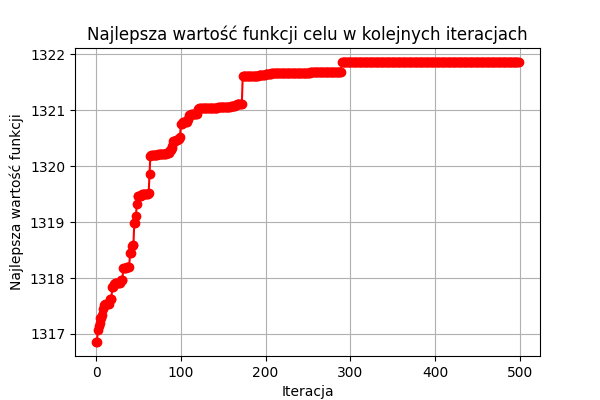 Najlepsza wartość funkcji celu w kolejnych iteracjach
Najlepsza wartość funkcji
1322
1321
1320
1319
1318
1317
0 100 200 300 400 500
Iteracja